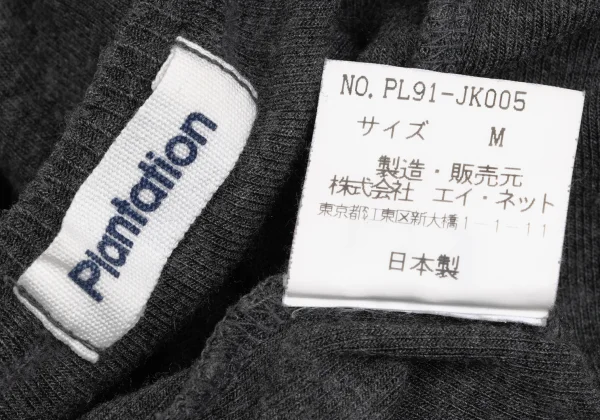 Plantation
NO. PL91-JK005
サイズ M
製造・販売元
株式会社 エイ・ネット
東京都江東区新大橋1-1-11
日本製